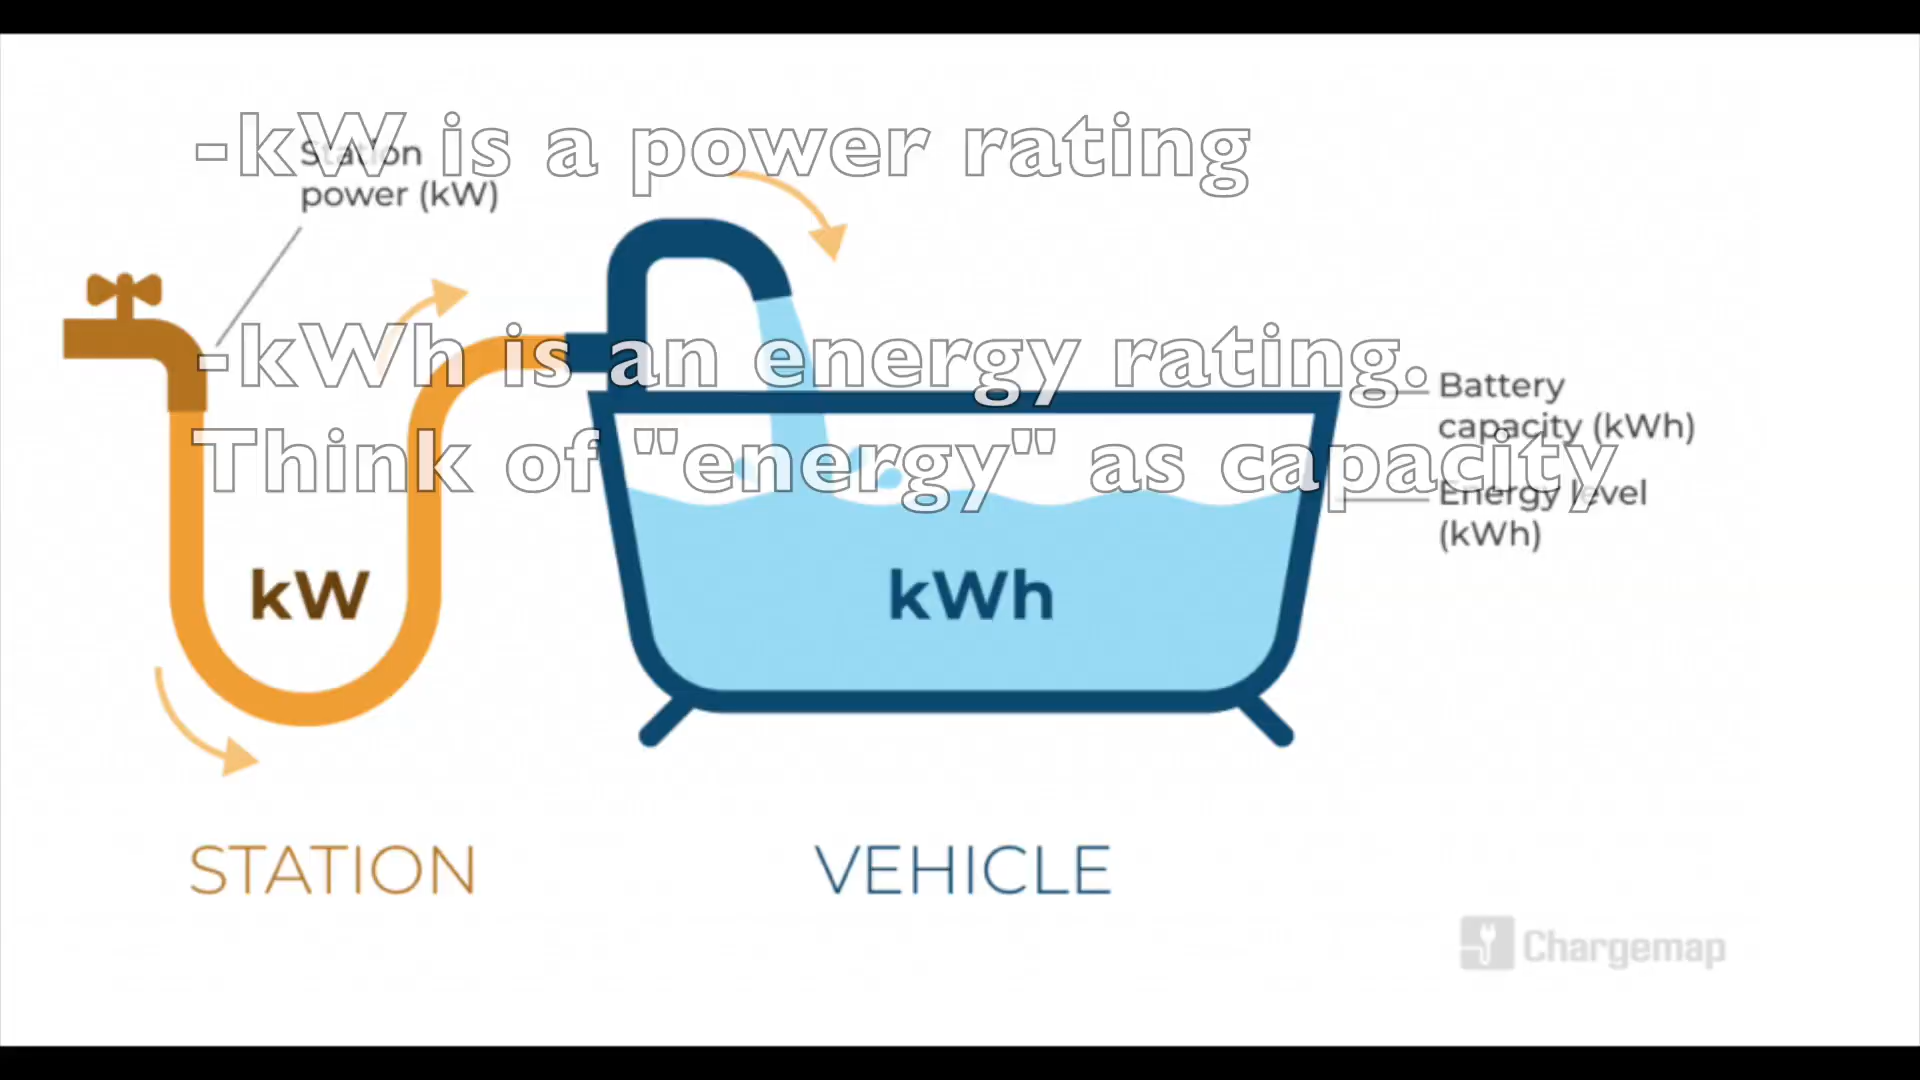 -kW is a power rating
Station
power (kW)
-kWh is an energy rating.
Think of "energy" as capacity
Battery
capacity (kWh)
Energy level
(kWh)
kW
kWh
STATION
VEHICLE
Chargemap